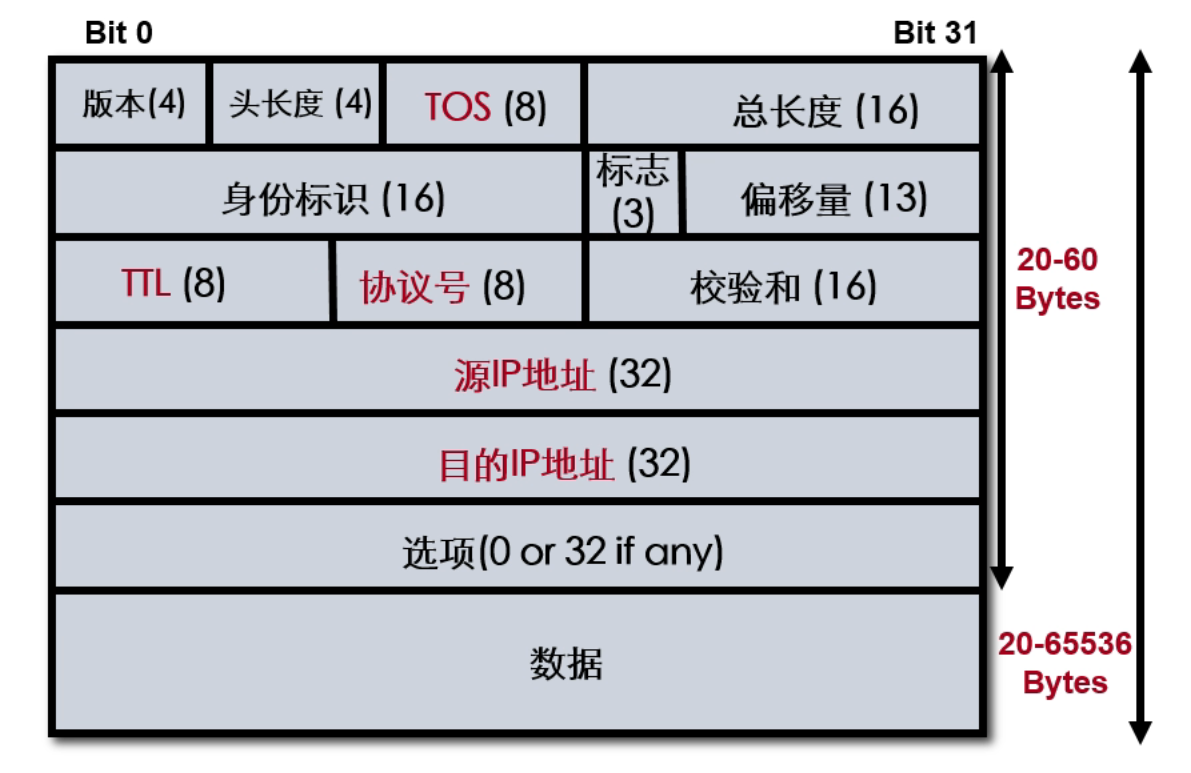 Bit 0
Bit 31
版本(4)
头长度 (4)
TOS (8)
总长度 (16)
身份标识 (16)
标志
(3)
偏移量 (13)
TTL (8)
协议号 (8)
校验和 (16)
20-60
Bytes
源IP地址 (32)
目的IP地址 (32)
选项(0 or 32 if any)
数据
20-65536
Bytes